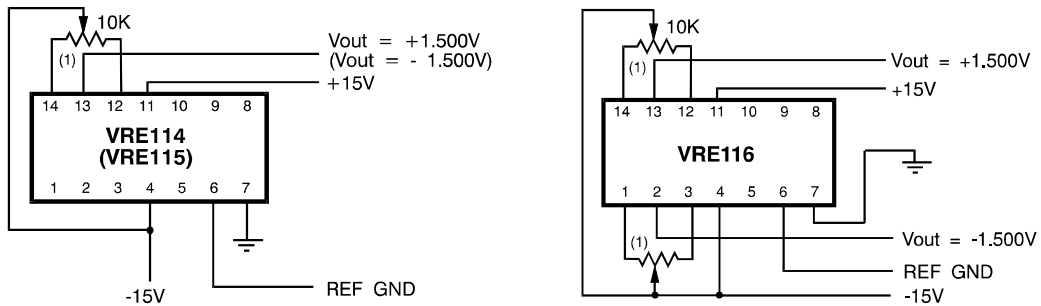 10K
(1)
Vout = +1.500V
(Vout = - 1.500V)
+15V
14 13 12 11 10 9 8
VRE114
(VRE115)
1 2 3 4 5 6 7
-15V
REF GND
10K
(1)
Vout = +1.500V
+15V
14 13 12 11 10 9 8
VRE116
1 2 3 4 5 6 7
(1)
Vout = -1.500V
REF GND
-15V